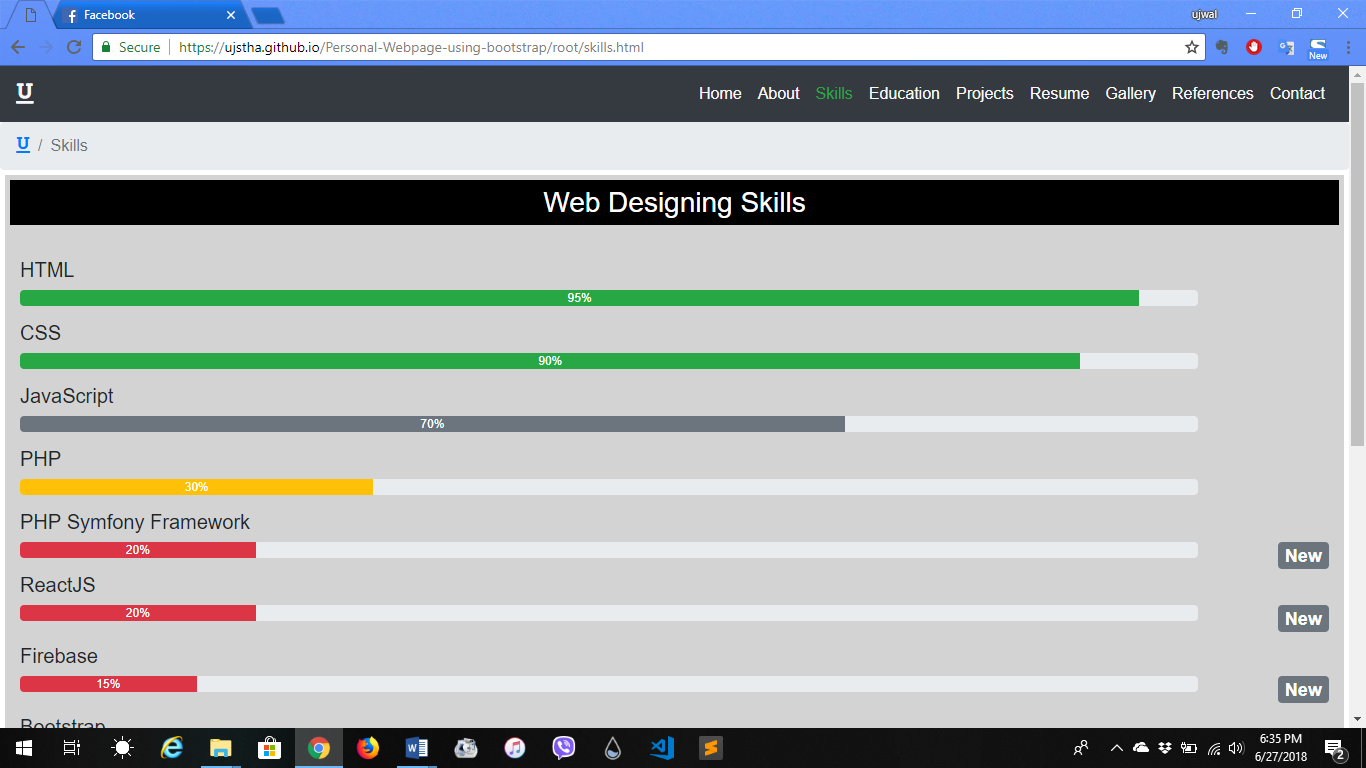 Facebook
ujwal
Secure https://ujstha.github.io/Personal-Webpage-using-bootstrap/root/skills.html
New
U Home About Skills Education Projects Resume Gallery References Contact
U / Skills
Web Designing Skills
HTML
95%
CSS
90%
JavaScript
70%
PHP
30%
PHP Symfony Framework
20% New
ReactJS
20% New
Firebase
15% New
Bootstrap
6:35 PM
6/27/2018
2